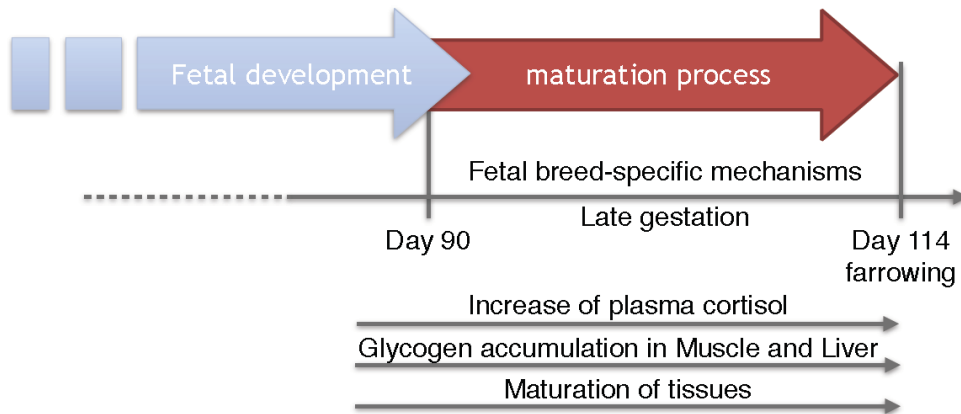 Fetal development
maturation process
Fetal breed-specific mechanisms
Late gestation
Day 90
Day 114
farrowing
Increase of plasma cortisol
Glycogen accumulation in Muscle and Liver
Maturation of tissues